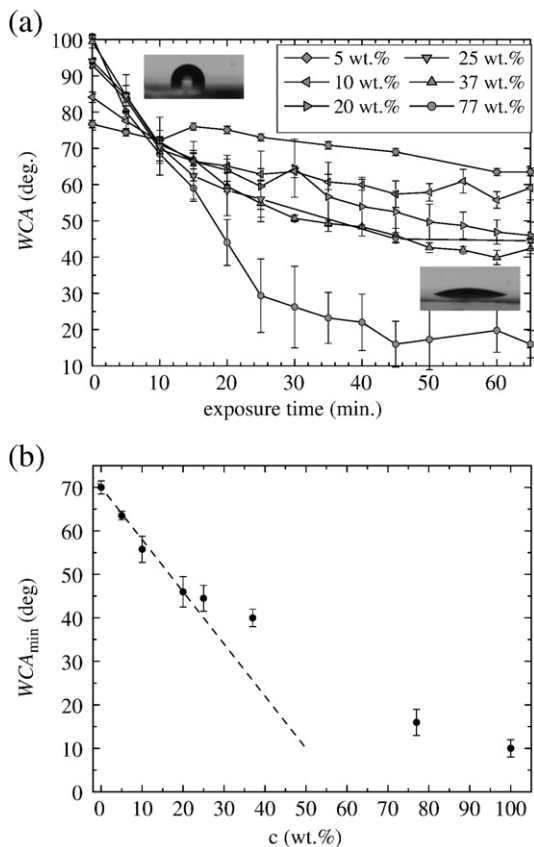 (a)
100
90
80
70
60
50
40
30
20
10
WCA (deg.)
5 wt.% 25 wt.%
10 wt.% 37 wt.%
20 wt.% 77 wt.%
0 10 20 30 40 50 60
exposure time (min.)
(b)
70
60
50
40
30
20
10
0
WCAmin (deg)
0 10 20 30 40 50 60 70 80 90 100
c (wt.%)